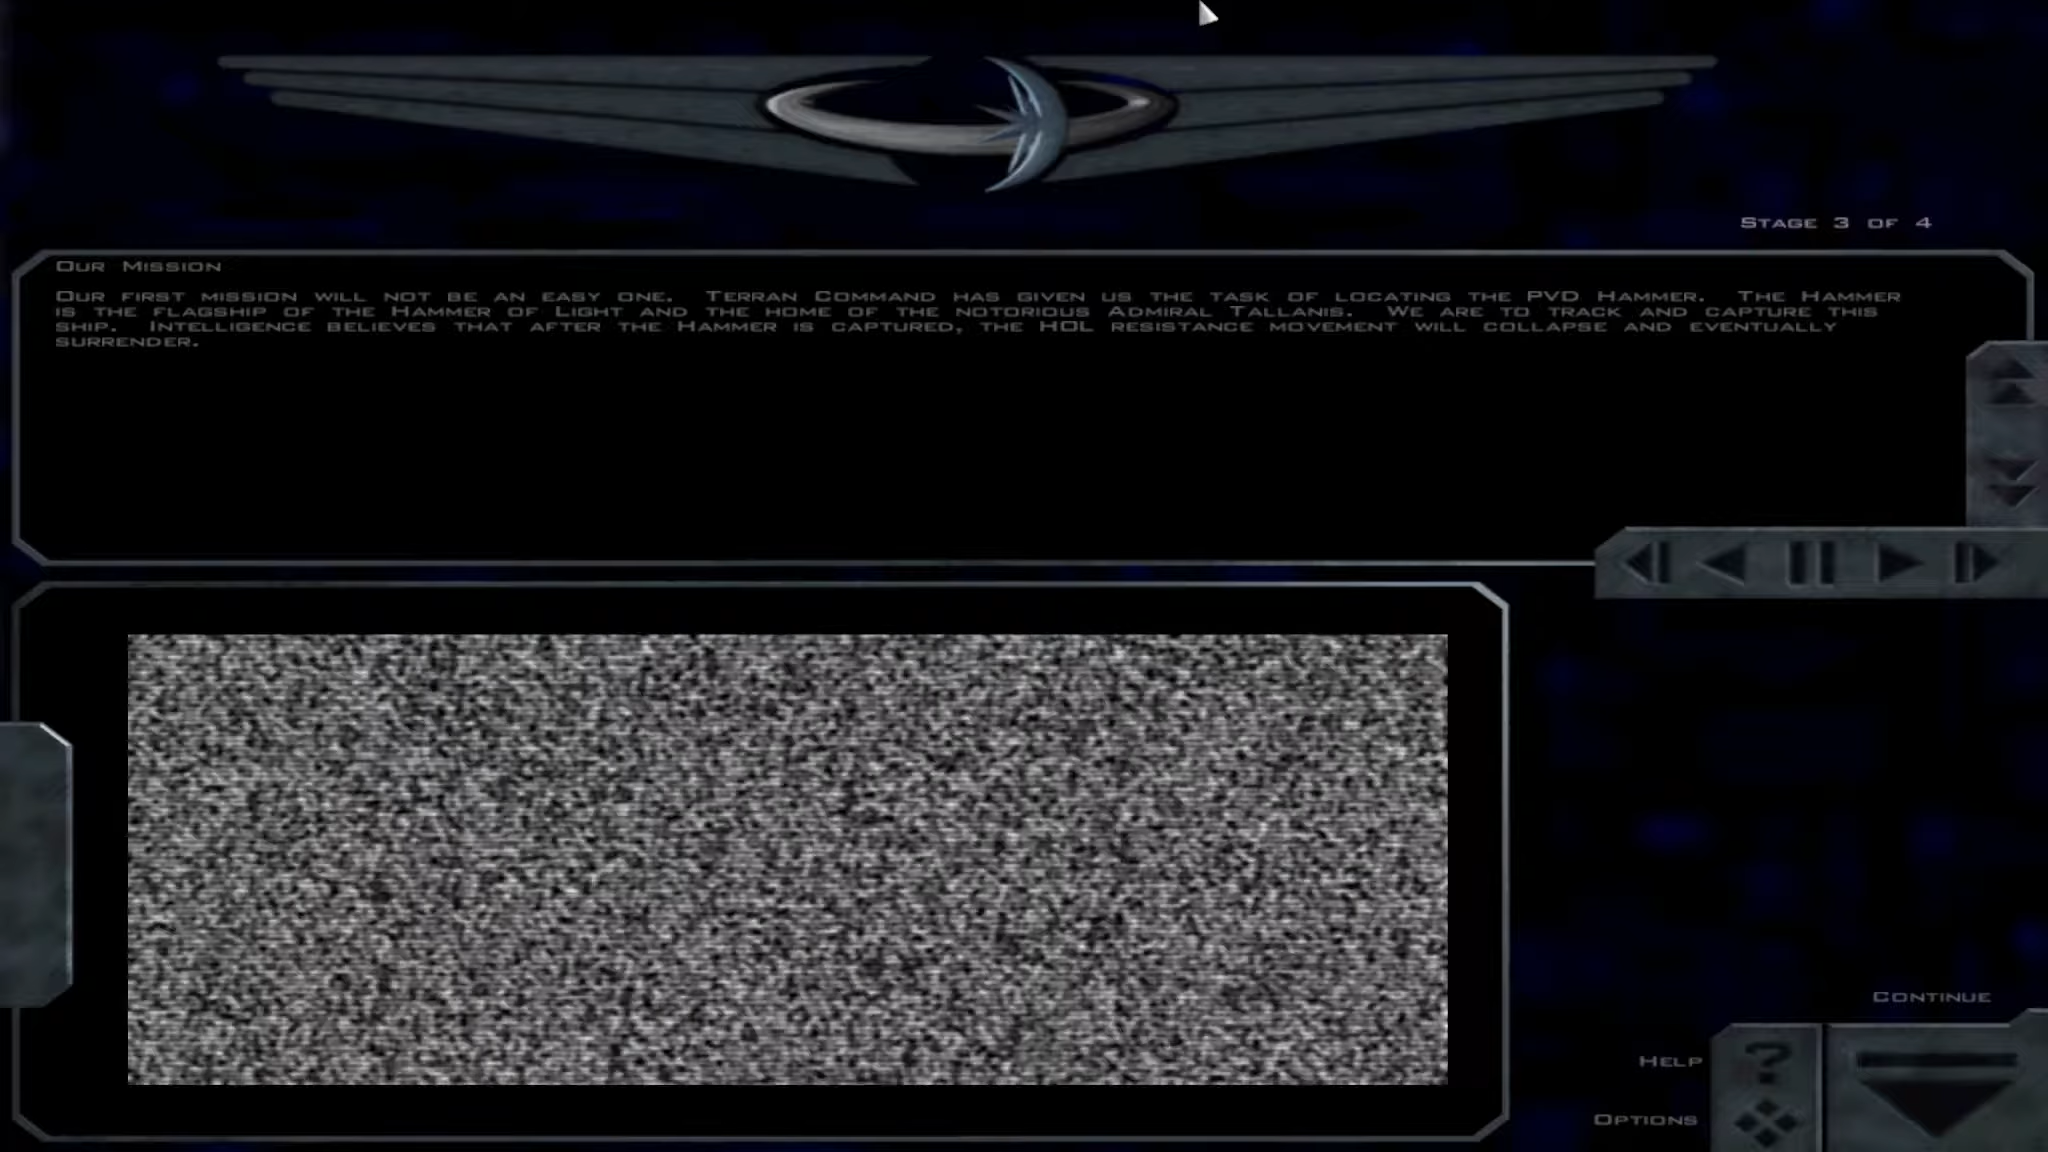 Stage 3 of 4
Our Mission
Our first mission will not be an easy one. Terran Command has given us the task of locating the PVD Hammer. The Hammer
is the flagship of the Hammer of Light and the home of the notorious Admiral Tallanis. We are to track and capture this
ship. Intelligence believes that after the Hammer is captured, the HOL resistance movement will collapse and eventually
surrender.
Continue
Help
?
Options